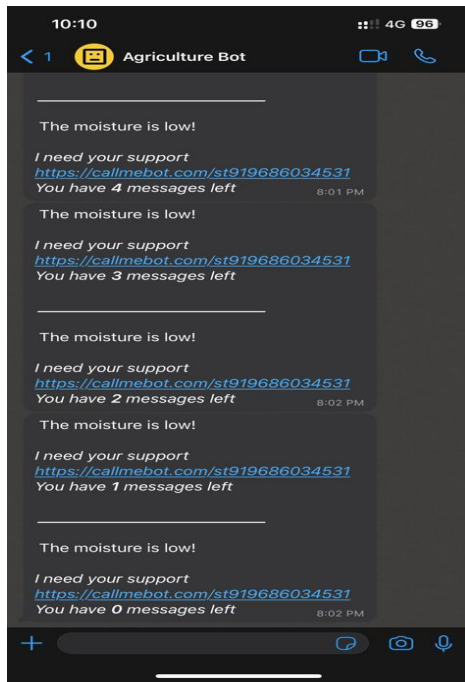 10:10
4G 96
1 Agriculture Bot
The moisture is low!
I need your support
https://callmebot.com/st919686034531
You have 4 messages left
8:01 PM
The moisture is low!
I need your support
https://callmebot.com/st919686034531
You have 3 messages left
The moisture is low!
I need your support
https://callmebot.com/st919686034531
You have 2 messages left
8:02 PM
The moisture is low!
I need your support
https://callmebot.com/st919686034531
You have 1 messages left
The moisture is low!
I need your support
https://callmebot.com/st919686034531
You have 0 messages left
8:02 PM